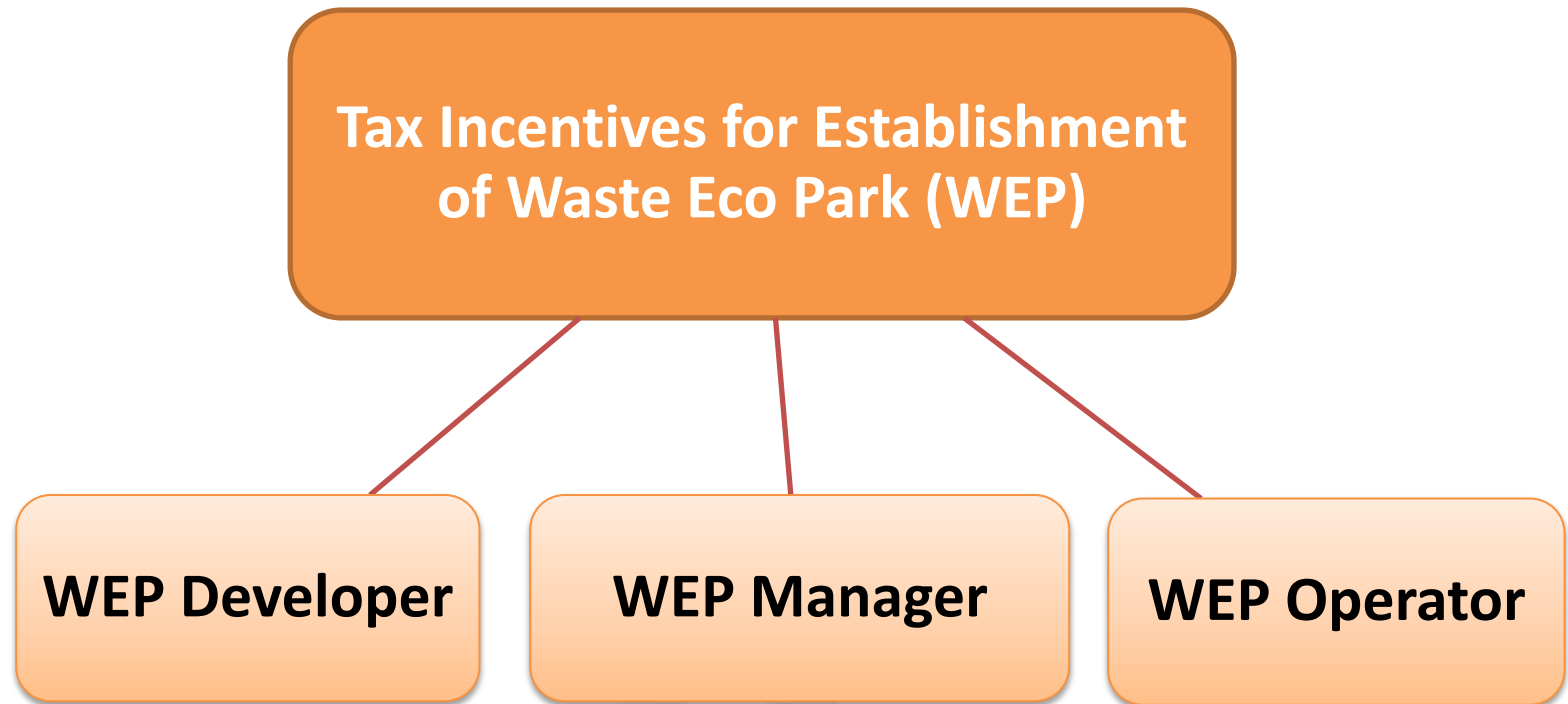 Tax Incentives for Establishment
of Waste Eco Park (WEP)
WEP Developer
WEP Manager
WEP Operator